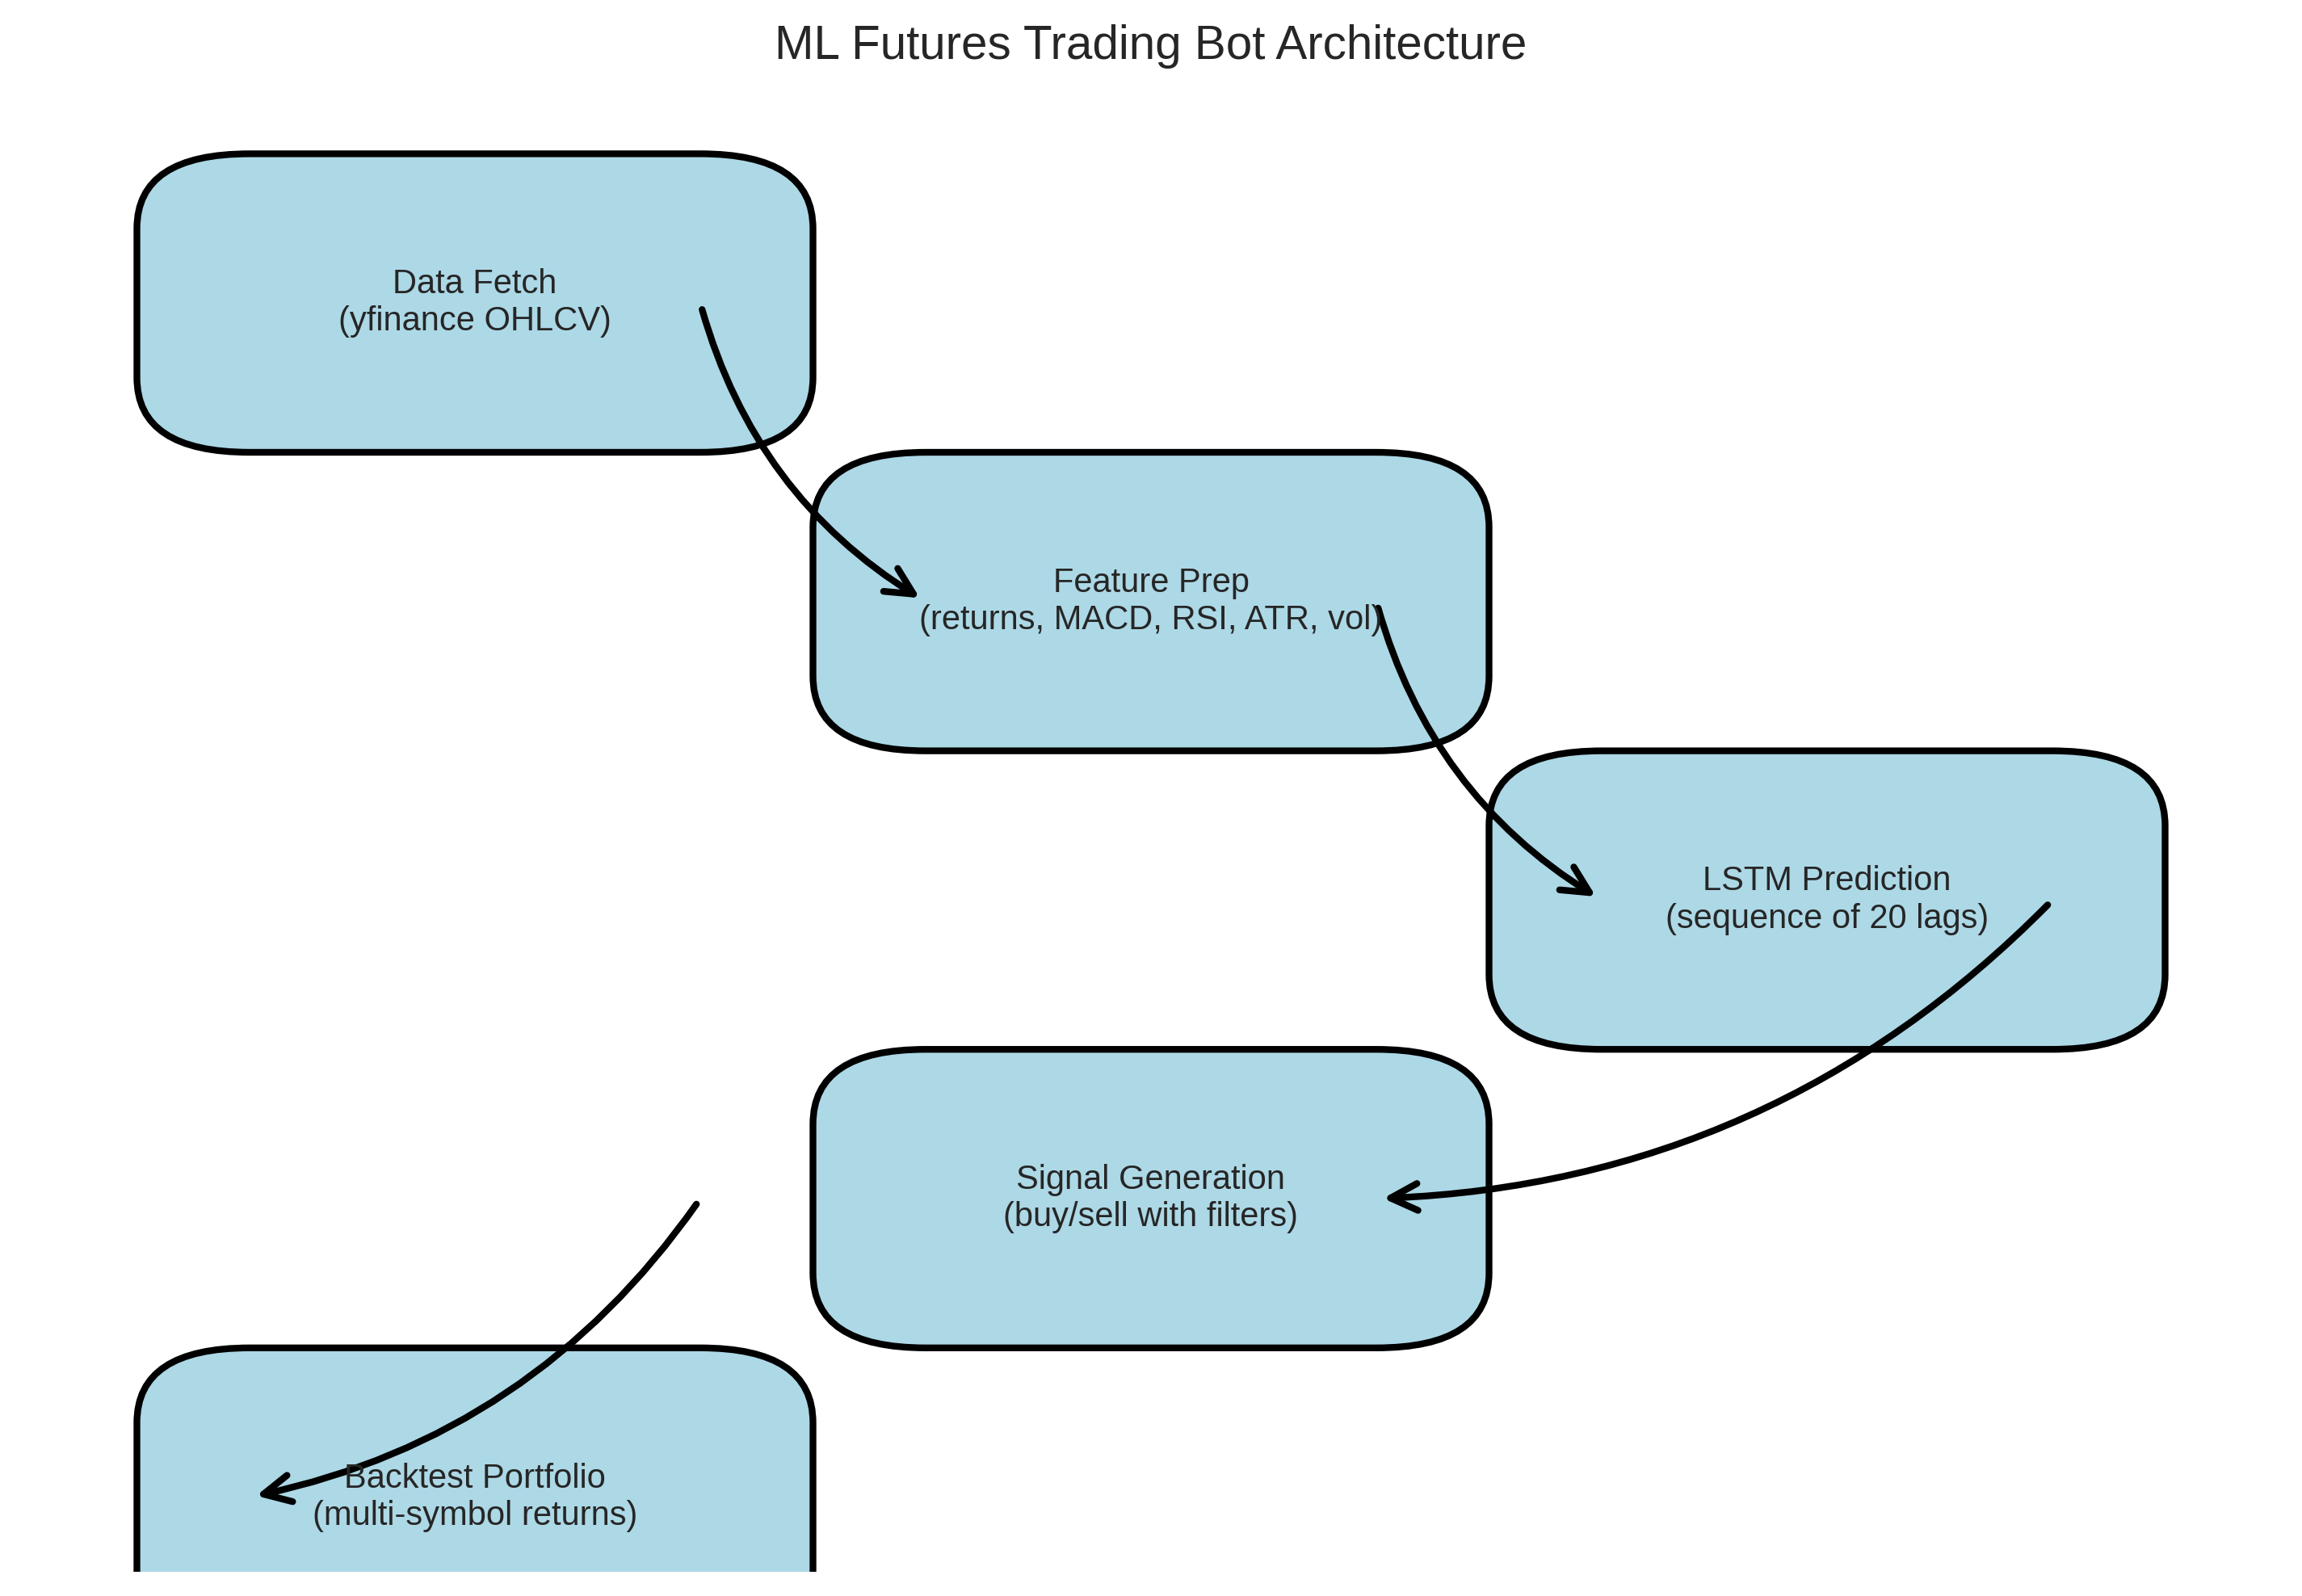 ML Futures Trading Bot Architecture
Data Fetch
(yfinance OHLCV)
Feature Prep
(returns, MACD, RSI, ATR, vol)
LSTM Prediction
(sequence of 20 lags)
Signal Generation
(buy/sell with filters)
Backtest Portfolio
(multi-symbol returns)